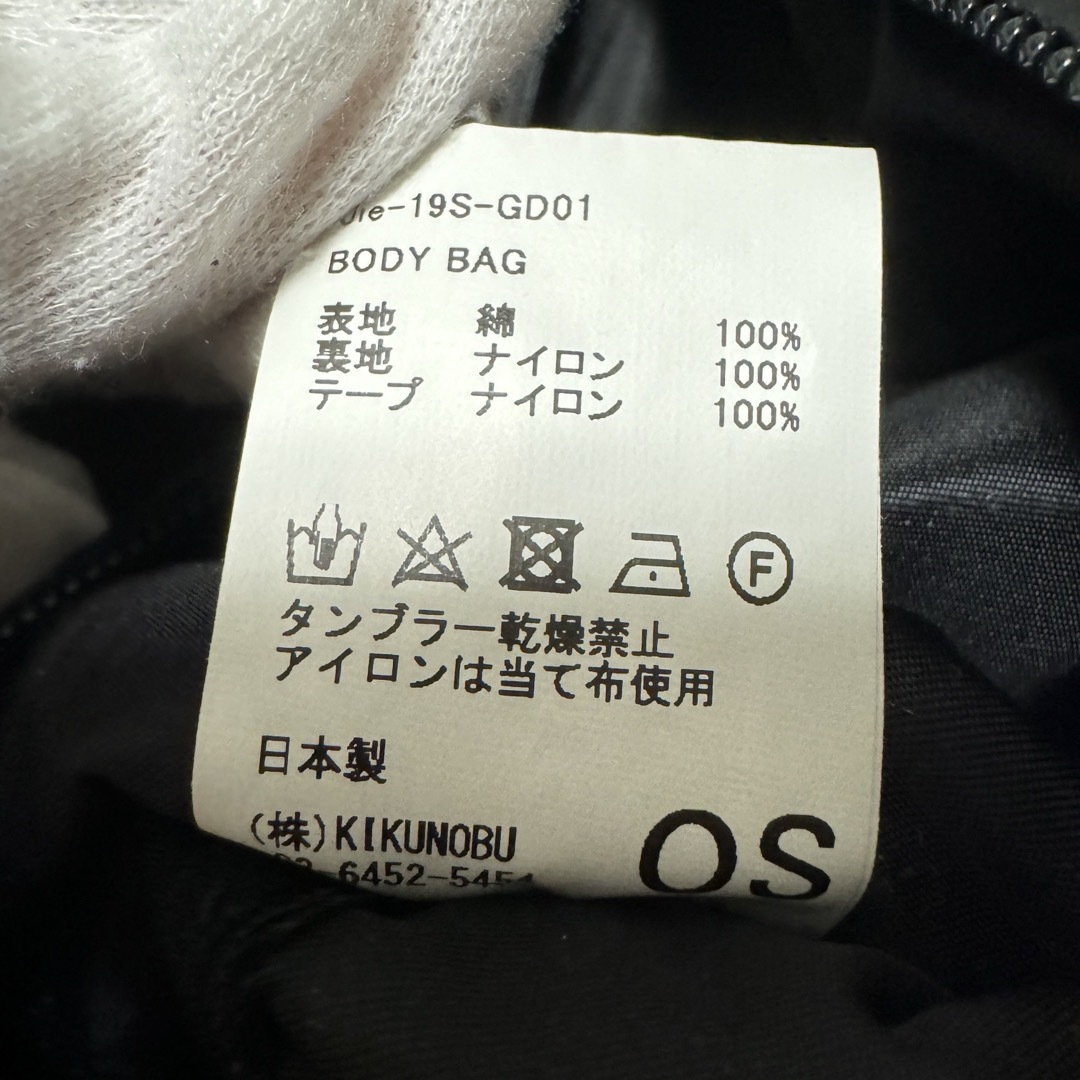 -19S-GD01
BODY BAG
表地 綿 100%
裏地 ナイロン 100%
テープ ナイロン 100%
F
タンブラー乾燥禁止
アイロンは当て布使用
日本製
(株)KIKUNOBU
OS